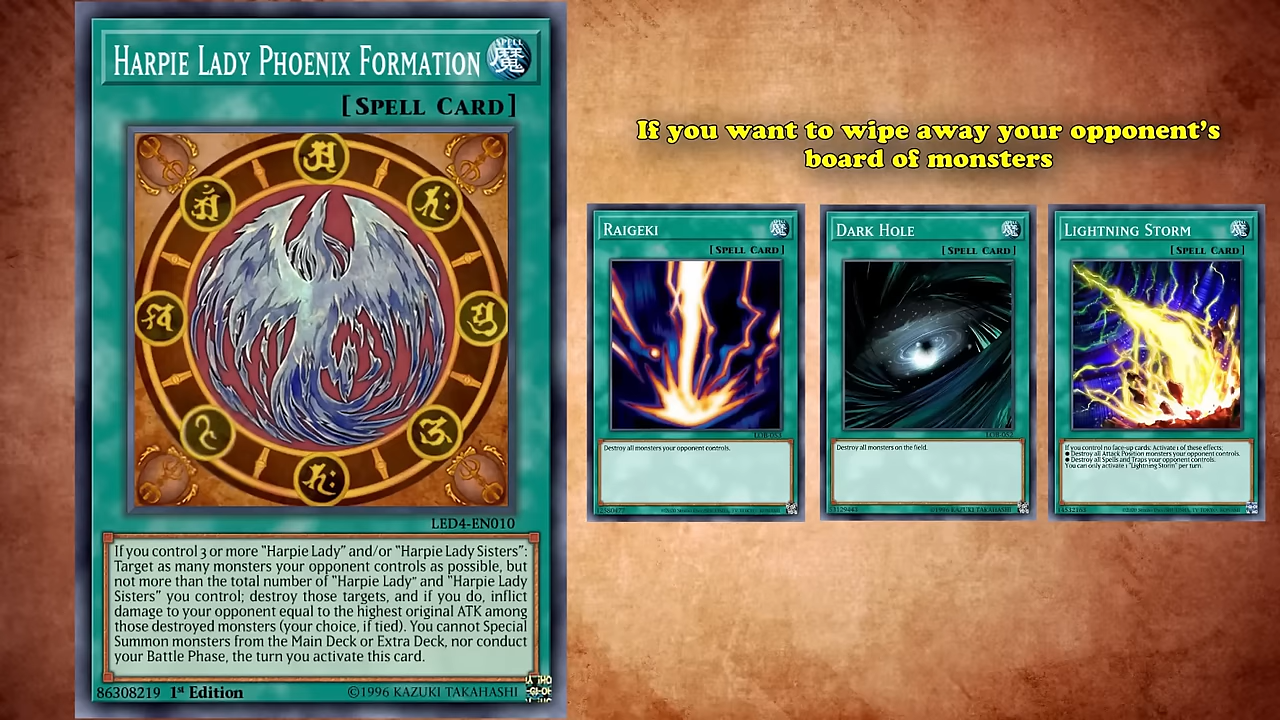 HARPIE LADY PHOENIX FORMATION
SPELL
魔
[SPELL CARD]
LED4-EN010
If you control 3 or more "Harpie Lady" and/or "Harpie Lady Sisters":
Target as many monsters your opponent controls as possible, but
not more than the total number of "Harpie Lady" and "Harpie Lady
Sisters" you control; destroy those targets, and if you do, inflict
damage to your opponent equal to the highest original ATK among
those destroyed monsters (your choice, if tied). You cannot Special
Summon monsters from the Main Deck or Extra Deck, nor conduct
your Battle Phase, the turn you activate this card.
86308219 1st Edition ©1996 KAZUKI TAKAHASHI
If you want to wipe away your opponent's
board of monsters
RAIGEKI
[SPELL CARD]
LOB-053
Destroy all monsters your opponent controls.
DARK HOLE
[SPELL CARD]
LOB-052
Destroy all monsters on the field.
©1996 KAZUKI TAKAHASHI
LIGHTNING STORM
[SPELL CARD]
If you control no face-up cards: Activate 1 of these effects;
● Destroy all Attack Position monsters your opponent controls.
● Destroy all Spells and Traps your opponent controls.
You can only activate 1 "Lightning Storm" per turn.